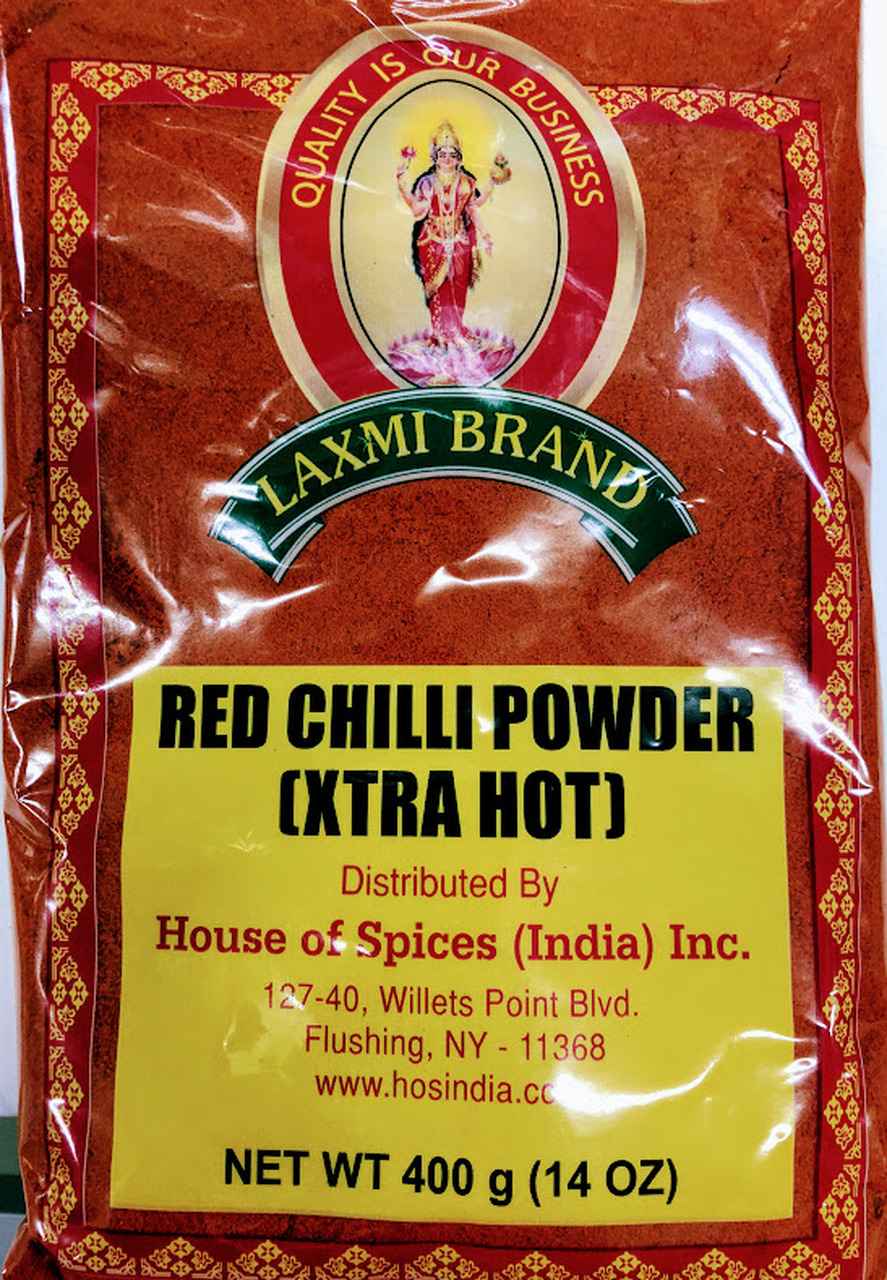 QUALITY IS OUR BUSINESS
LAXMI BRAND
RED CHILLI POWDER
(XTRA HOT)
Distributed By
House of Spices (India) Inc.
127-40, Willets Point Blvd.
Flushing, NY - 11368
NET WT 400 g (14 OZ)